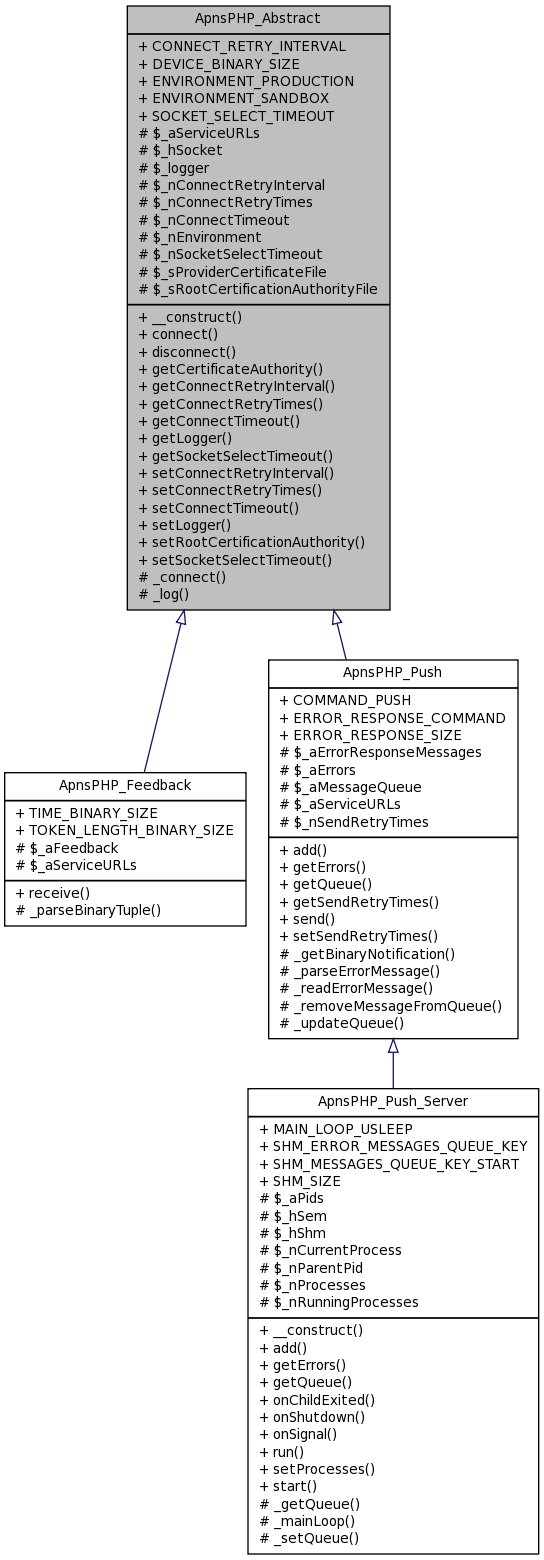 ApnsPHP_Abstract
+ CONNECT_RETRY_INTERVAL
+ DEVICE_BINARY_SIZE
+ ENVIRONMENT_PRODUCTION
+ ENVIRONMENT_SANDBOX
+ SOCKET_SELECT_TIMEOUT
# $_aServiceURLs
# $_hSocket
# $_logger
# $_nConnectRetryInterval
# $_nConnectRetryTimes
# $_nConnectTimeout
# $_nEnvironment
# $_nSocketSelectTimeout
# $_sProviderCertificateFile
# $_sRootCertificationAuthorityFile
+ __construct()
+ connect()
+ disconnect()
+ getCertificateAuthority()
+ getConnectRetryInterval()
+ getConnectRetryTimes()
+ getConnectTimeout()
+ getLogger()
+ getSocketSelectTimeout()
+ setConnectRetryInterval()
+ setConnectRetryTimes()
+ setConnectTimeout()
+ setLogger()
+ setRootCertificationAuthority()
+ setSocketSelectTimeout()
# _connect()
# _log()
ApnsPHP_Push
+ COMMAND_PUSH
+ ERROR_RESPONSE_COMMAND
+ ERROR_RESPONSE_SIZE
# $_aErrorResponseMessages
# $_aErrors
# $_aMessageQueue
# $_aServiceURLs
# $_nSendRetryTimes
+ add()
+ getErrors()
+ getQueue()
+ getSendRetryTimes()
+ send()
+ setSendRetryTimes()
# _getBinaryNotification()
# _parseErrorMessage()
# _readErrorMessage()
# _removeMessageFromQueue()
# _updateQueue()
ApnsPHP_Feedback
+ TIME_BINARY_SIZE
+ TOKEN_LENGTH_BINARY_SIZE
# $_aFeedback
# $_aServiceURLs
+ receive()
# _parseBinaryTuple()
ApnsPHP_Push_Server
+ MAIN_LOOP_USLEEP
+ SHM_ERROR_MESSAGES_QUEUE_KEY
+ SHM_MESSAGES_QUEUE_KEY_START
+ SHM_SIZE
# $_aPids
# $_hSem
# $_hShm
# $_nCurrentProcess
# $_nParentPid
# $_nProcesses
# $_nRunningProcesses
+ __construct()
+ add()
+ getErrors()
+ getQueue()
+ onChildExited()
+ onShutdown()
+ onSignal()
+ run()
+ setProcesses()
+ start()
# _getQueue()
# _mainLoop()
# _setQueue()